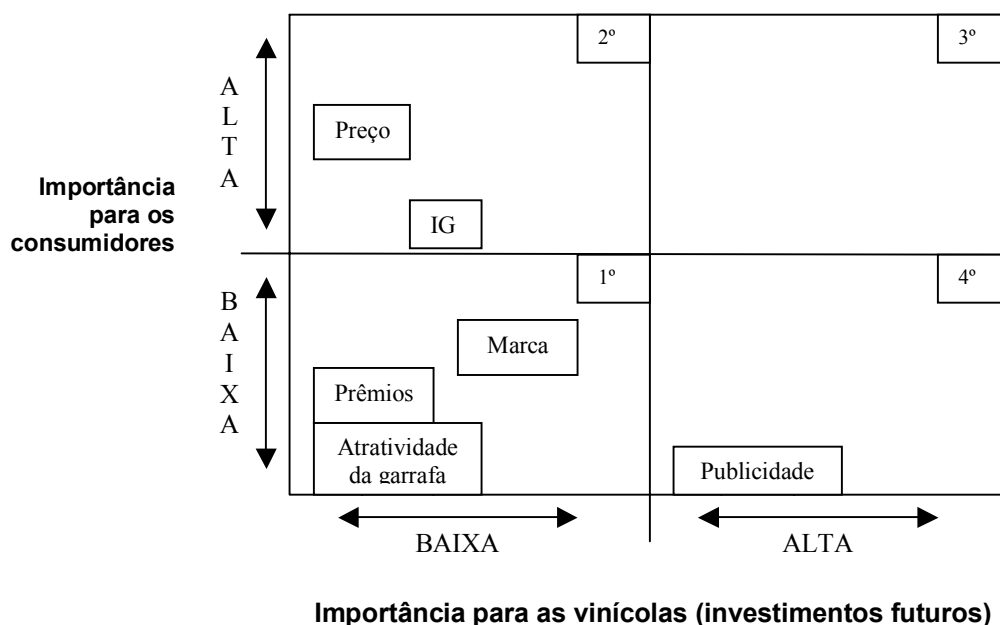 2º
3º
A
L
T
A
Preço
Importância
para os
consumidores
IG
1º
4º
B
A
I
X
A
Marca
Prêmios
Atratividade
da garrafa
Publicidade
BAIXA
ALTA
Importância para as vinícolas (investimentos futuros)